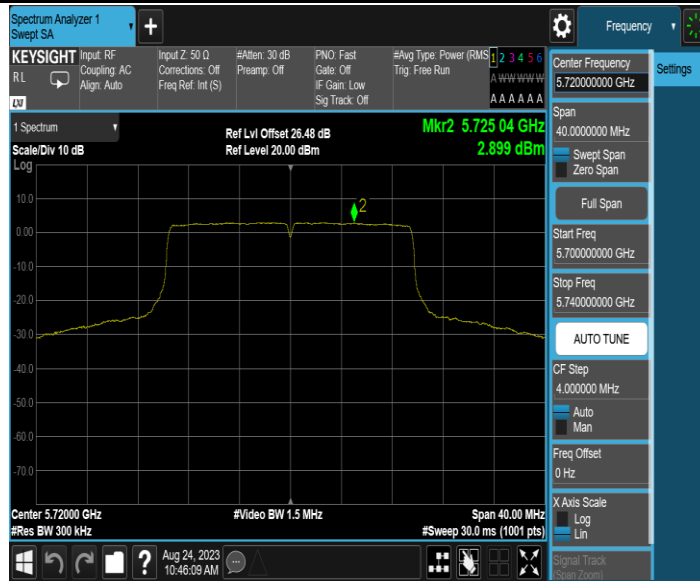 Spectrum Analyzer 1
Swept SA
+
Frequency
KEYSIGHT
RL
LXI
Input: RF
Coupling: AC
Align: Auto
Input Z: 50 Ω
Corrections: Off
Freq Ref: Int (S)
#Atten: 30 dB
Preamp: Off
PNO: Fast
Gate: Off
IF Gain: Low
Sig Track: Off
#Avg Type: Power (RMS
Trig: Free Run
1 2 3 4 5 6
A W W W W W
A A A A A A
1 Spectrum
Scale/Div 10 dB
Log
Ref Lvl Offset 26.48 dB
Ref Level 20.00 dBm
Mkr2 5.725 04 GHz
2.899 dBm
2
10.0
0.00
-10.0
-20.0
-30.0
-40.0
-50.0
-60.0
-70.0
Center 5.72000 GHz
#Video BW 1.5 MHz
Span 40.00 MHz
#Res BW 300 kHz
#Sweep 30.0 ms (1001 pts)
Center Frequency
5.720000000 GHz
Settings
Span
40.0000000 MHz
Swept Span
Zero Span
Full Span
Start Freq
5.700000000 GHz
Stop Freq
5.740000000 GHz
AUTO TUNE
CF Step
4.000000 MHz
Auto
Man
Freq Offset
0 Hz
X Axis Scale
Log
Lin
Signal Track
(Span Zoom)
?
Aug 24, 2023
10:46:09 AM